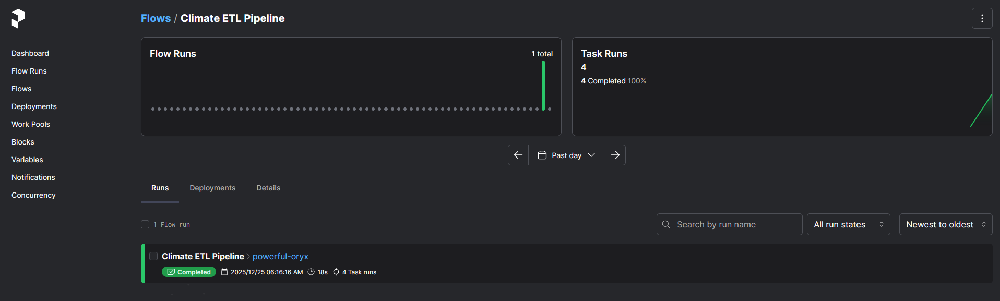 Flows / Climate ETL Pipeline
Dashboard
Flow Runs
Flows
Deployments
Work Pools
Blocks
Variables
Notifications
Concurrency
Flow Runs
1 total
Task Runs
4
4 Completed 100%
Past day
Runs Deployments Details
1 Flow run
Search by run name
All run states
Newest to oldest
Climate ETL Pipeline > powerful-oryx
Completed 2025/12/25 06:16:16 AM 18s 4 Task runs